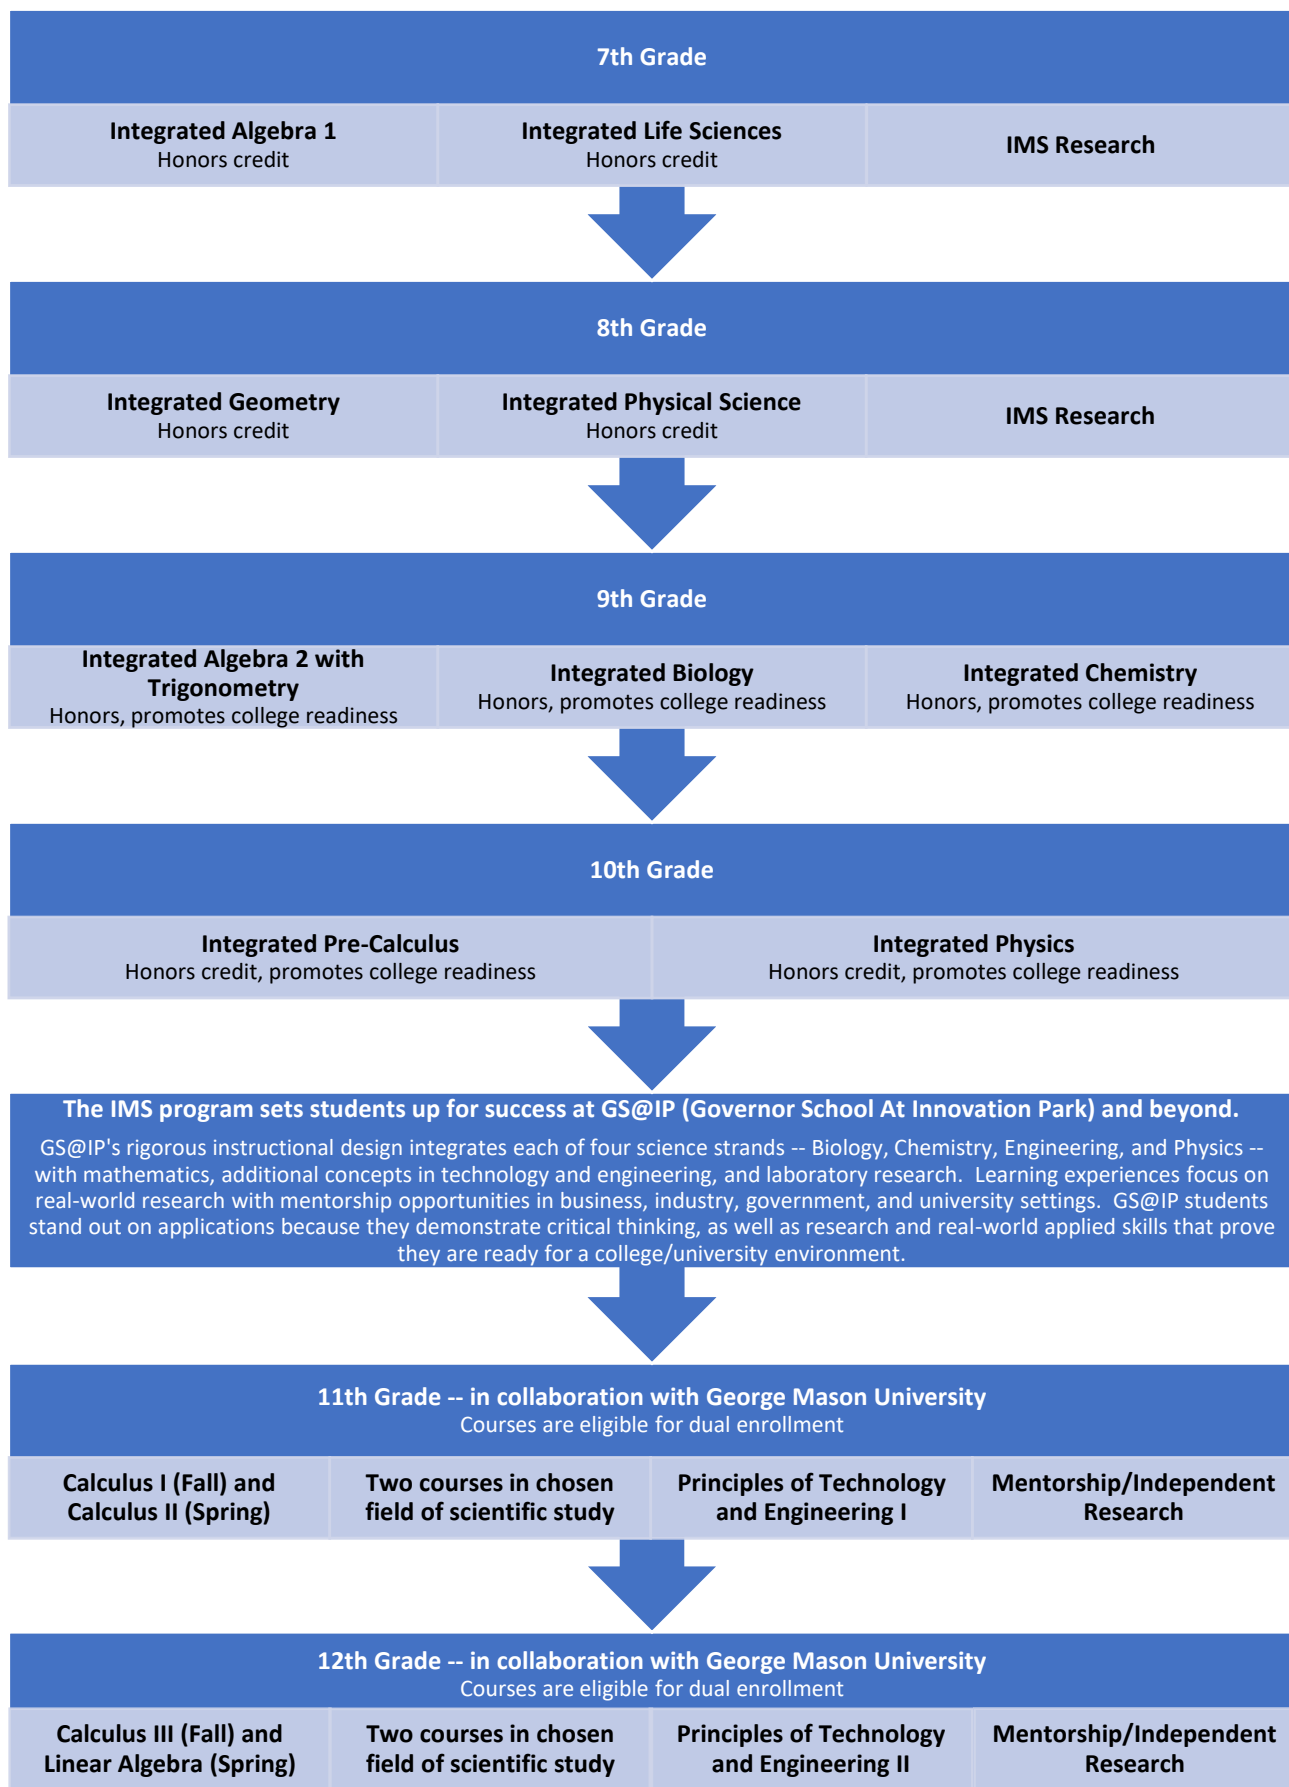 7th Grade
Integrated Algebra 1
Honors credit
Integrated Life Sciences
Honors credit
IMS Research
8th Grade
Integrated Geometry
Honors credit
Integrated Physical Science
Honors credit
IMS Research
9th Grade
Integrated Algebra 2 with
Trigonometry
Honors, promotes college readiness
Integrated Biology
Honors, promotes college readiness
Integrated Chemistry
Honors, promotes college readiness
10th Grade
Integrated Pre-Calculus
Honors credit, promotes college readiness
Integrated Physics
Honors credit, promotes college readiness
The IMS program sets students up for success at GS@IP (Governor School At Innovation Park) and beyond.
GS@IP's rigorous instructional design integrates each of four science strands -- Biology, Chemistry, Engineering, and Physics --
with mathematics, additional concepts in technology and engineering, and laboratory research. Learning experiences focus on
real-world research with mentorship opportunities in business, industry, government, and university settings. GS@IP students
stand out on applications because they demonstrate critical thinking, as well as research and real-world applied skills that prove
they are ready for a college/university environment.
11th Grade -- in collaboration with George Mason University
Courses are eligible for dual enrollment
Calculus I (Fall) and
Calculus II (Spring)
Two courses in chosen
field of scientific study
Principles of Technology
and Engineering I
Mentorship/Independent
Research
12th Grade -- in collaboration with George Mason University
Courses are eligible for dual enrollment
Calculus III (Fall) and
Linear Algebra (Spring)
Two courses in chosen
field of scientific study
Principles of Technology
and Engineering II
Mentorship/Independent
Research